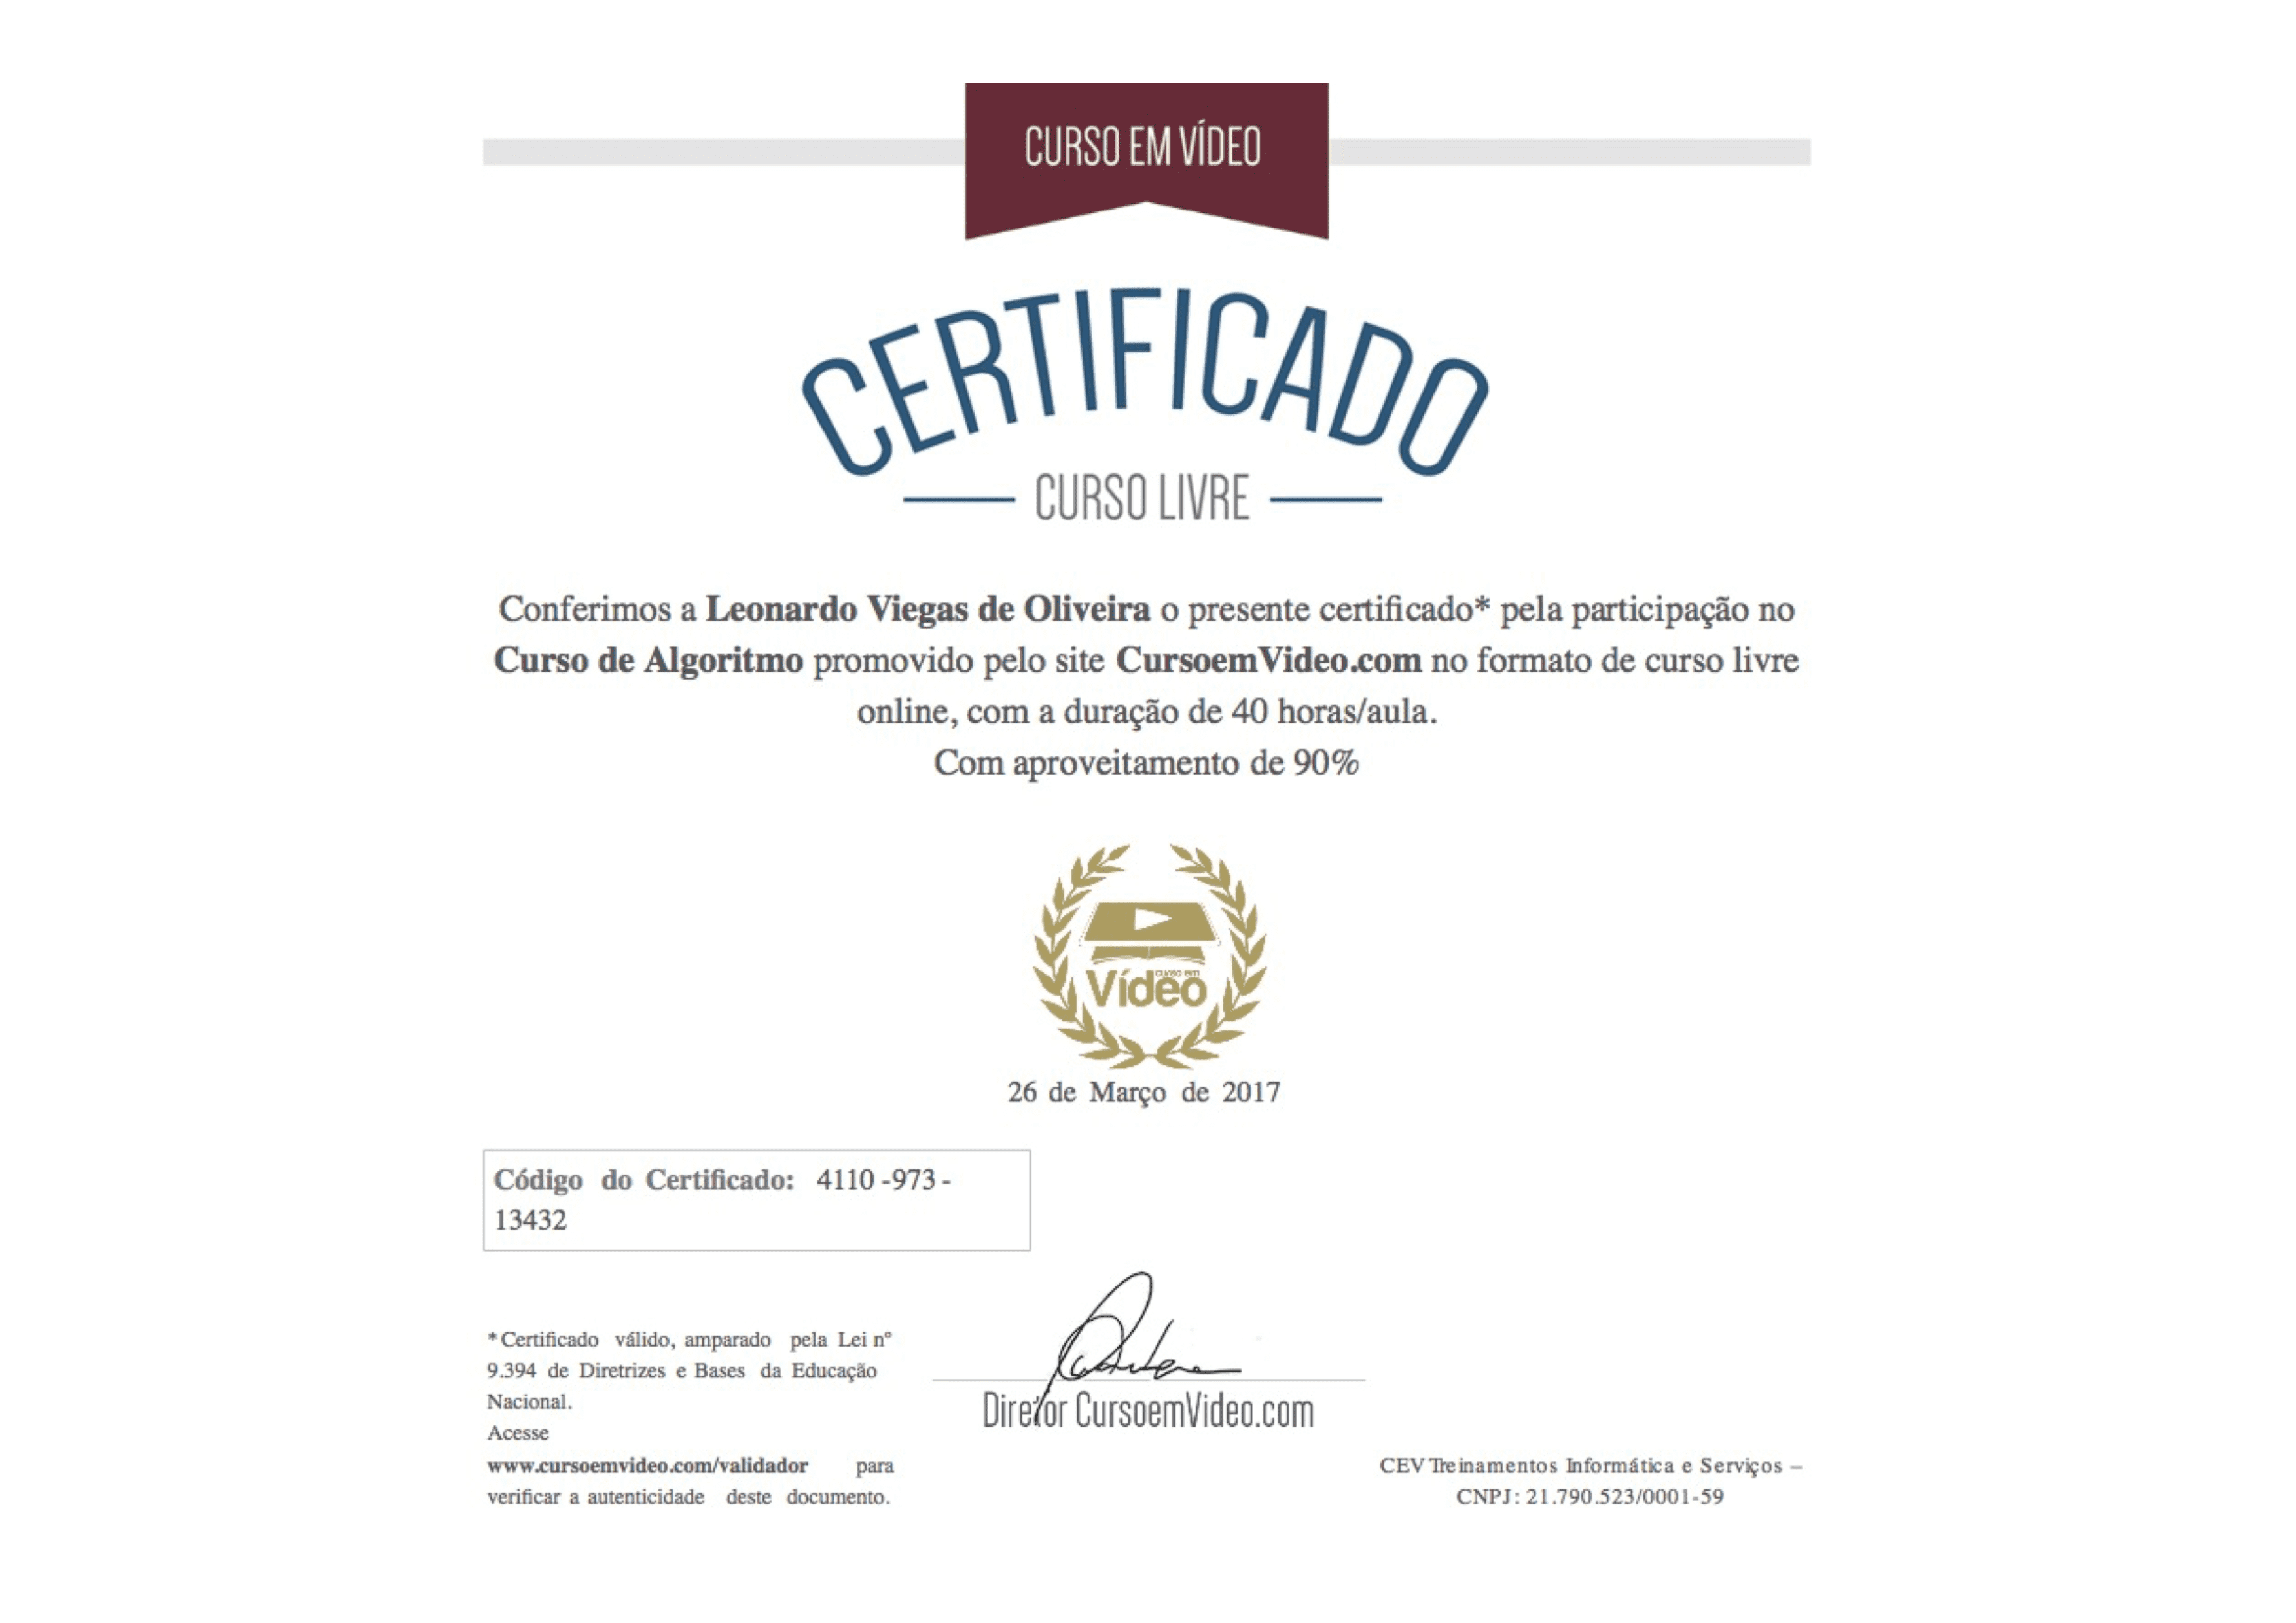 CURSO EM VÍDEO
CERTIFICADO
CURSO LIVRE
Conferimos a Leonardo Viegas de Oliveira o presente certificado* pela participação no
Curso de Algoritmo promovido pelo site CursoemVideo.com no formato de curso livre
online, com a duração de 40 horas/aula.
Com aproveitamento de 90%
curso em
Vídeo
26 de Março de 2017
Código do Certificado: 4110 -973 -
13432
*Certificado válido, amparado pela Lei nº
9.394 de Diretrizes e Bases da Educação
Nacional.
Acesse
www.cursoemvideo.com/validador para
verificar a autenticidade deste documento.
Diretor CursoemVideo.com
CEV Treinamentos Informática e Serviços –
CNPJ: 21.790.523/0001-59